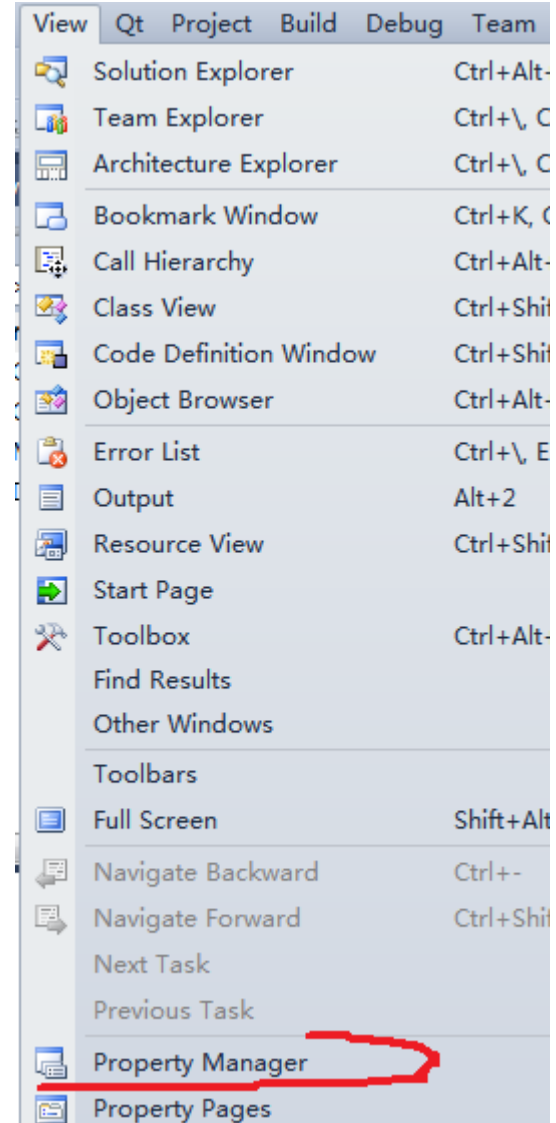 View Qt Project Build Debug Team
Solution Explorer Ctrl+Alt-
Team Explorer Ctrl+\, C
Architecture Explorer Ctrl+\, C
Bookmark Window Ctrl+K, C
Call Hierarchy Ctrl+Alt-
Class View Ctrl+Shif
Code Definition Window Ctrl+Shif
Object Browser Ctrl+Alt-
Error List Ctrl+\, E
Output Alt+2
Resource View Ctrl+Shif
Start Page
Toolbox Ctrl+Alt-
Find Results
Other Windows
Toolbars
Full Screen Shift+Alt
Navigate Backward Ctrl+-
Navigate Forward Ctrl+Shif
Next Task
Previous Task
Property Manager
Property Pages